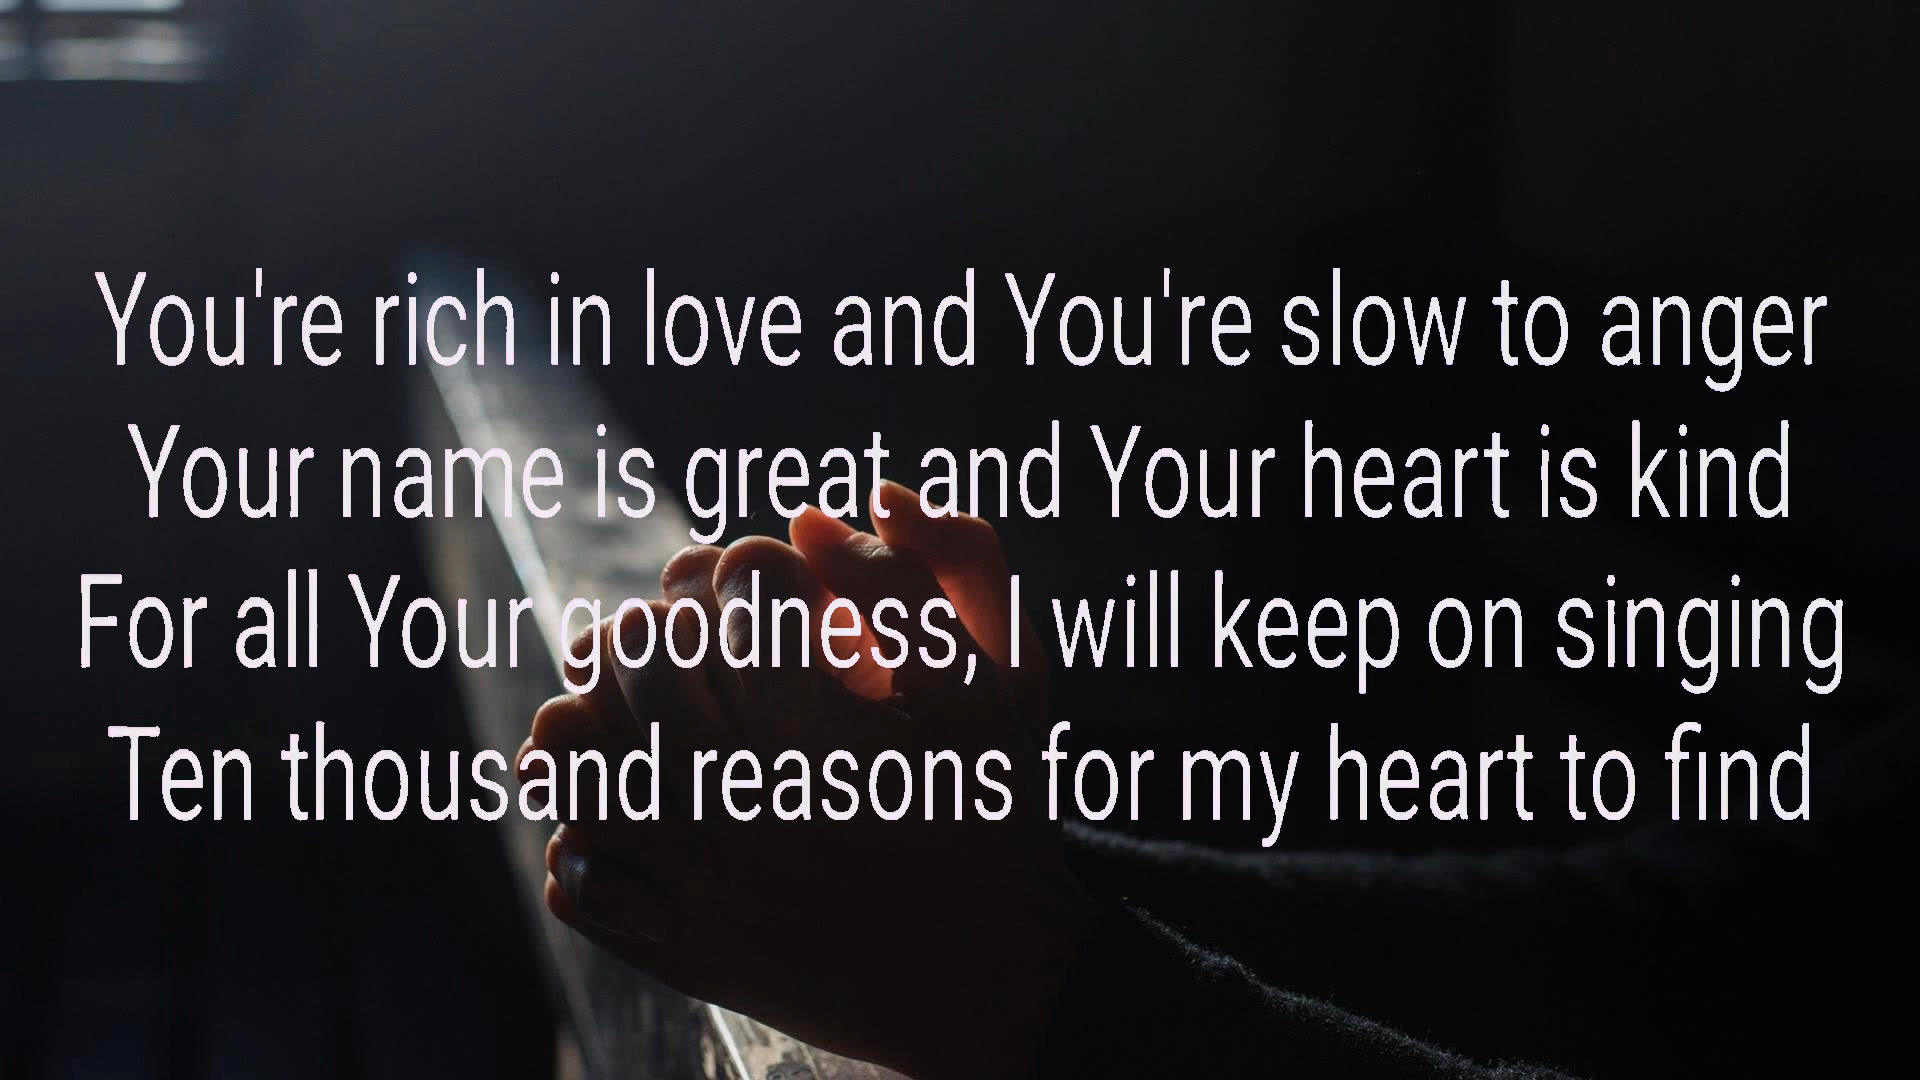 You're rich in love and You're slow to anger
Your name is great and Your heart is kind
For all Your goodness, I will keep on singing
Ten thousand reasons for my heart to find